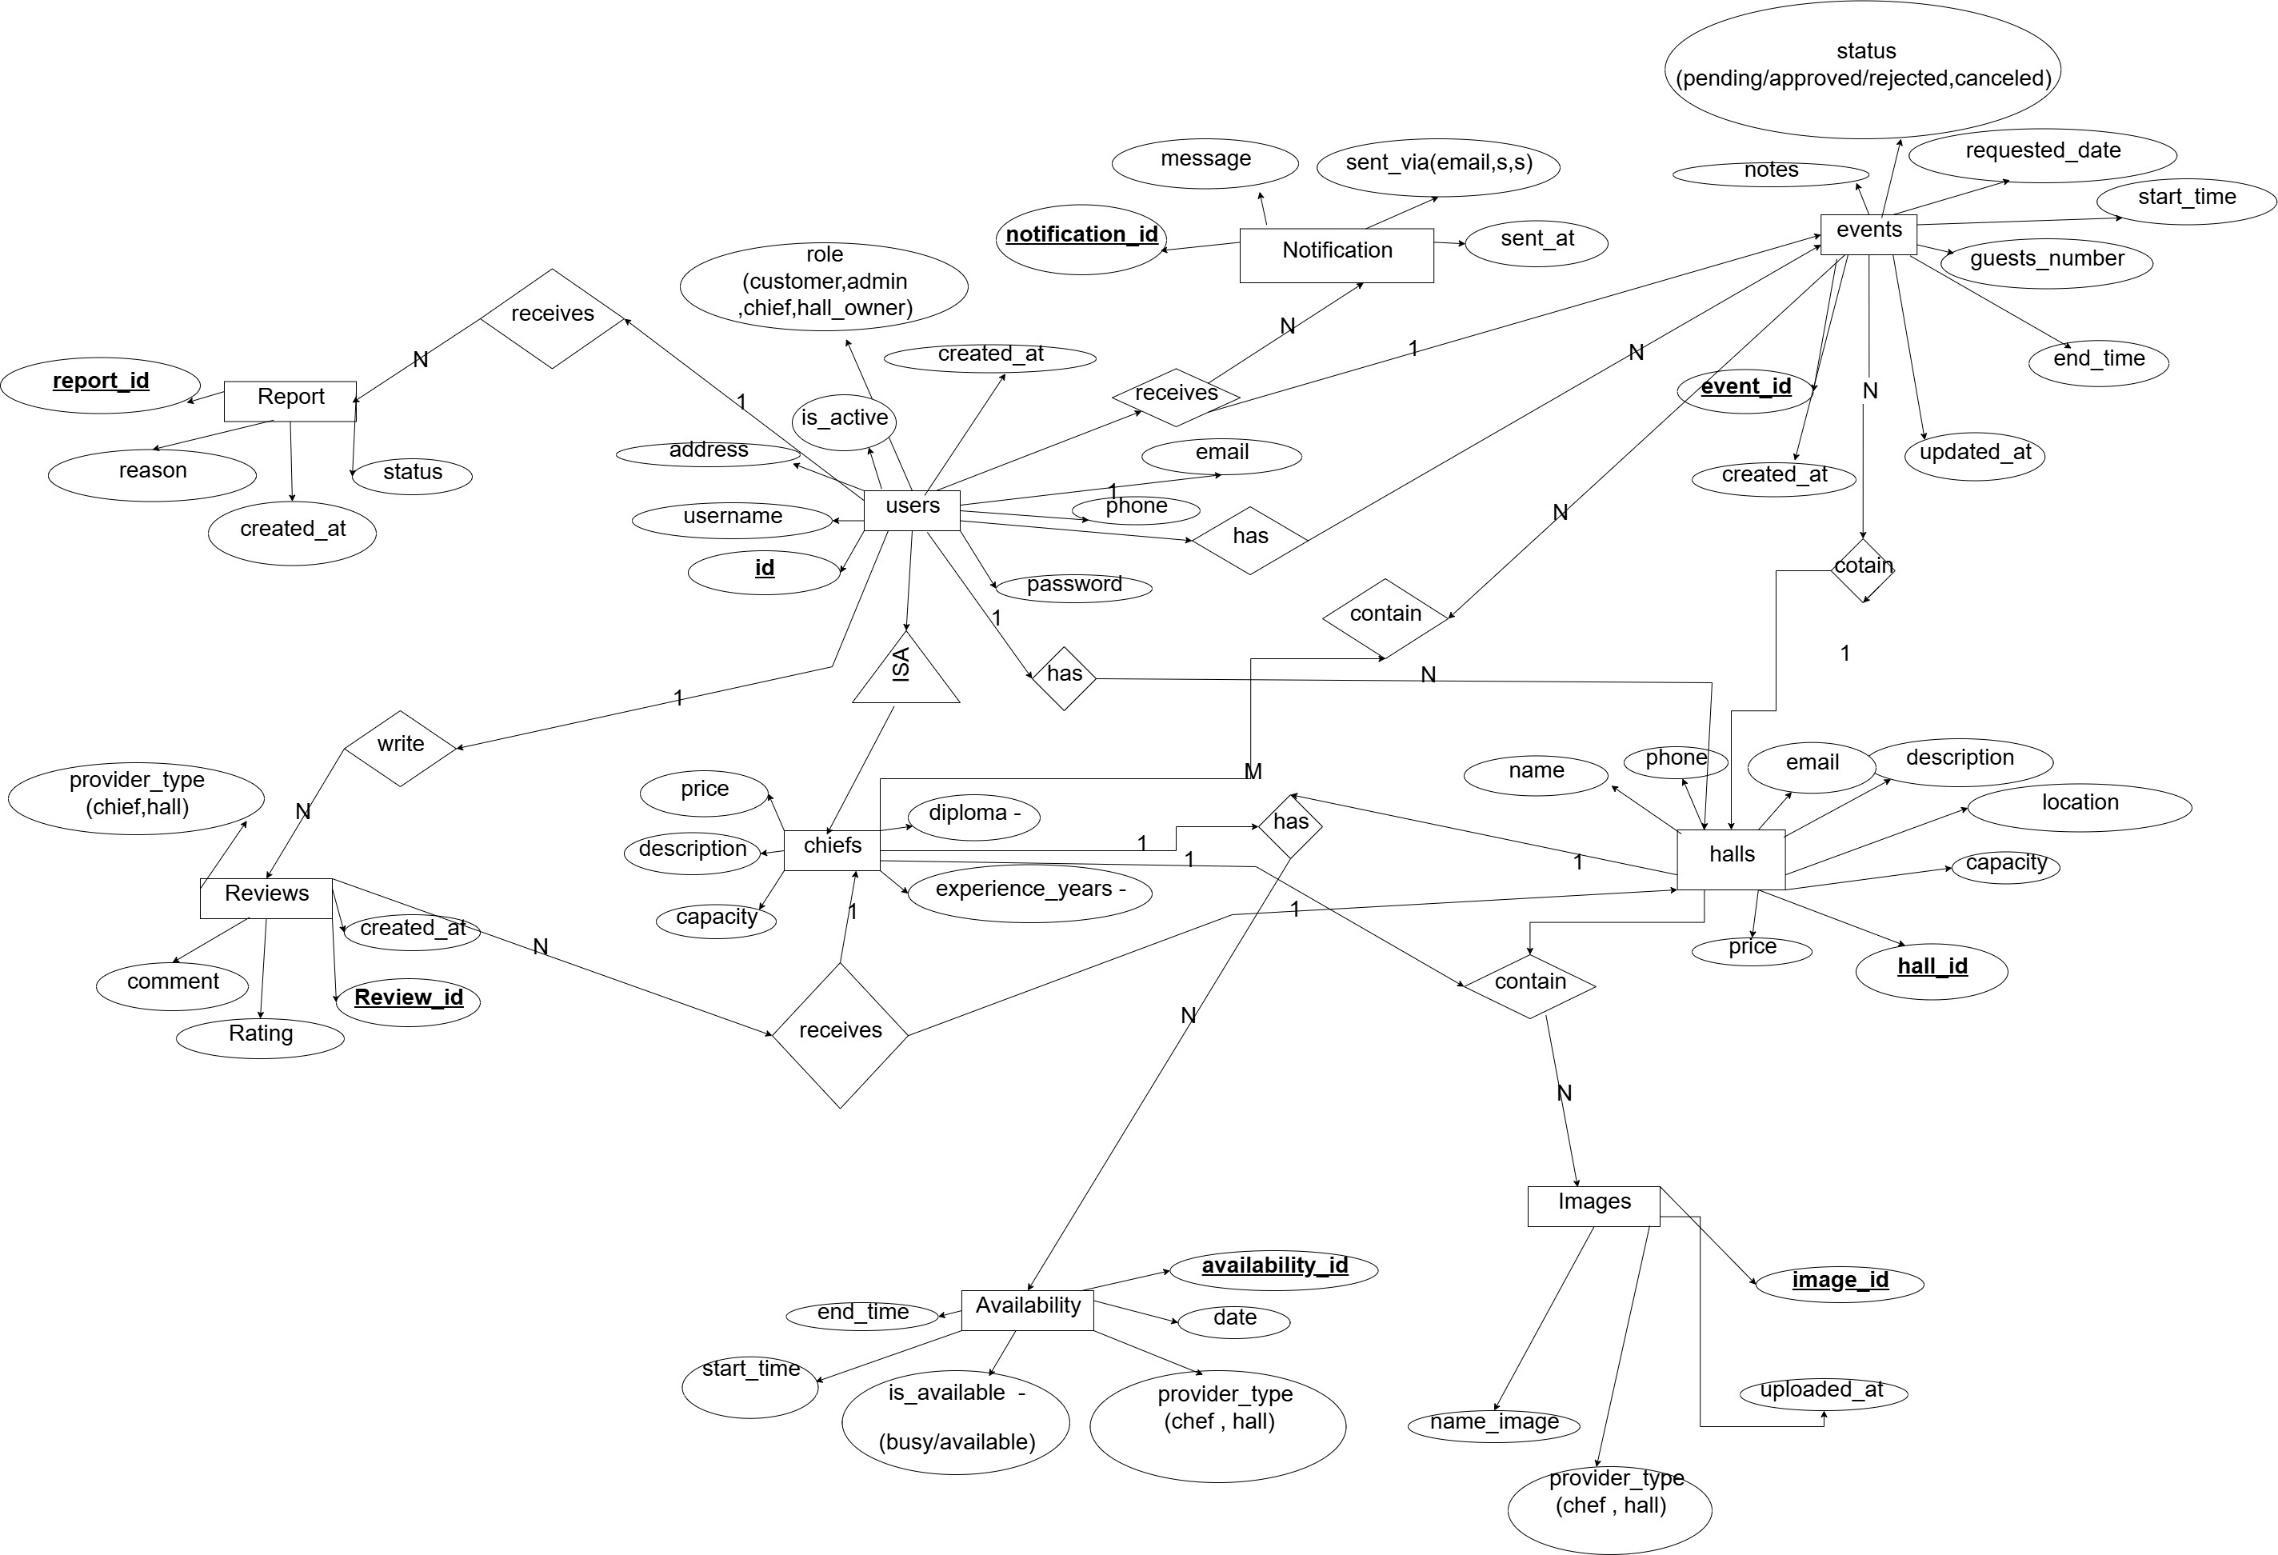 status
(pending/approved/rejected,canceled)
message
sent_via(email,s,s)
notes
requested_date
start_time
notification_id
Notification
sent_at
events
guests_number
role
(customer,admin
,chief,hall_owner)
receives
N
1
N
created_at
end_time
N
report_id
Report
receives
event_id
N
1
is_active
address
email
reason
status
created_at
updated_at
1
users
phone
username
N
created_at
has
id
password
cotain
contain
1
ISA
1
has
N
1
write
M
name
phone
email
description
provider_type
(chief,hall)
price
location
N
diploma -
has
description
chiefs
1
1
halls
1
capacity
Reviews
experience_years -
capacity
1
1
created_at
N
price
hall_id
comment
contain
Review_id
N
Rating
receives
N
Images
availability_id
image_id
end_time
Availability
date
start_time
is_available -
(busy/available)
provider_type
(chef , hall)
uploaded_at
name_image
provider_type
(chef , hall)